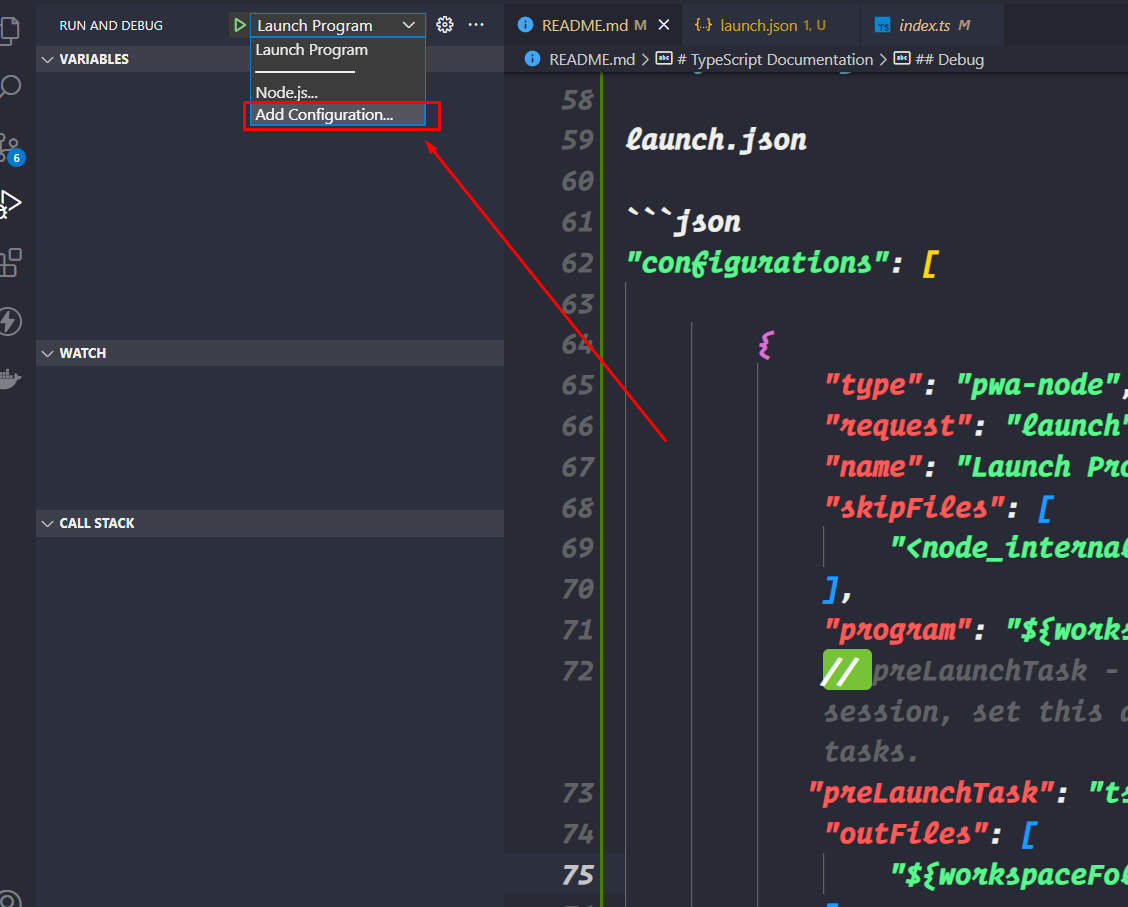 RUN AND DEBUG
Launch Program
Launch Program
Node.js...
Add Configuration...
VARIABLES
WATCH
CALL STACK
6
README.md M
{..} launch.json 1, U
TS index.ts M
README.md > # TypeScript Documentation > ## Debug
58
59 launch.json
60
61 ```json
62 "configurations": [
63
64 {
65 "type": "pwa-node",
66 "request": "launch"
67 "name": "Launch Pro
68 "skipFiles": [
69 "<node_internal
70 ],
71 "program": "${works
72 // preLaunchTask -
session, set this a
tasks.
73 "preLaunchTask": "ts
74 "outFiles": [
75 "${workspaceFol